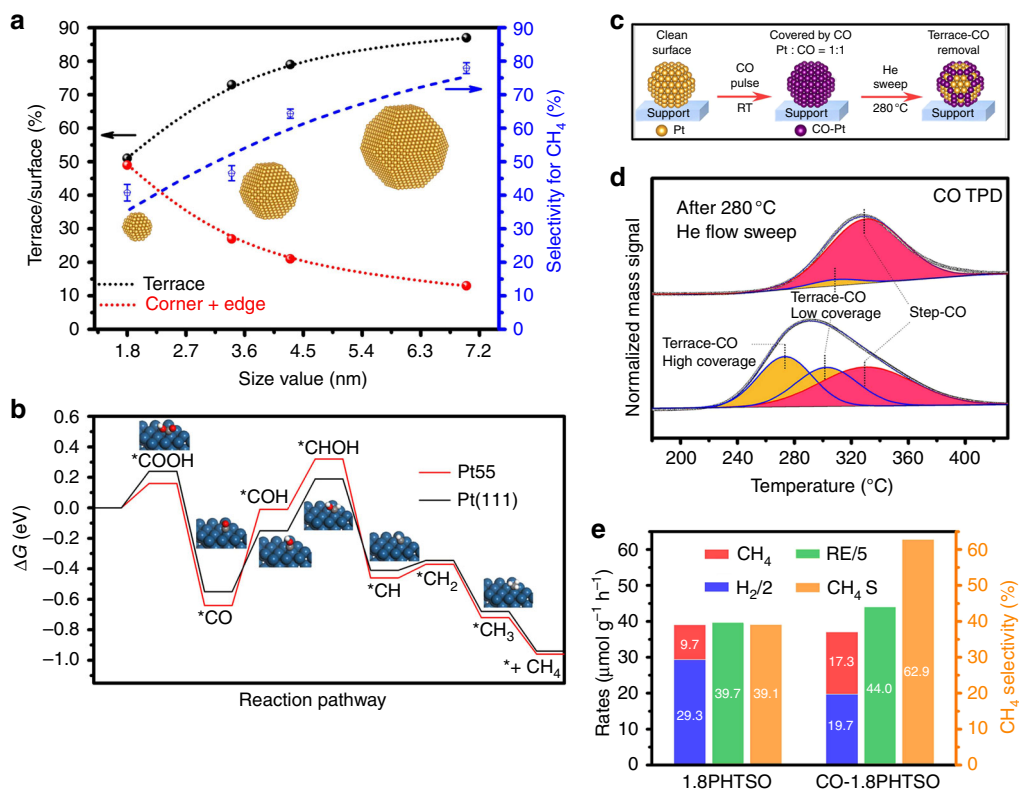 a
Terrace/surface (%)
90
80
70
60
50
40
30
20
10
0
Terrace
Corner + edge
1.8
2.7
3.6
4.5
5.4
6.3
7.2
Size value (nm)
90
80
70
60
50
40
30
20
10
0
Selectivity for CH4 (%)
b
ΔG (eV)
0.6
0.4
0.2
0.0
−0.2
−0.4
−0.6
−0.8
−1.0
*COOH
*CO
*COH
*CHOH
*CH
*CH2
*CH3
*+ CH4
Pt55
Pt(111)
Reaction pathway
c
Clean
surface
CO
pulse
RT
Covered by CO
Pt : CO = 1:1
He
sweep
280 °C
Terrace-CO
removal
Support
Support
Support
Pt
CO-Pt
d
Normalized mass signal
After 280 °C
He flow sweep
CO TPD
Terrace-CO
Low coverage
Step-CO
Terrace-CO
High coverage
200
240
280
320
360
400
Temperature (°C)
e
Rates (μmol g−1 h−1)
60
50
40
30
20
10
0
CH4
RE/5
H2/2
CH4 S
9.7
29.3
39.7
39.1
17.3
19.7
44.0
62.9
1.8PHTSO
CO-1.8PHTSO
60
50
40
30
20
10
0
CH4 selectivity (%)